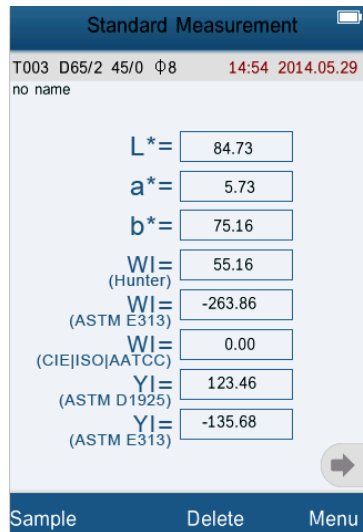 Standard Measurement
T003 D65/2 45/0 Φ8 14:54 2014.05.29
no name
L*= 84.73
a*= 5.73
b*= 75.16
WI= 55.16
(Hunter)
WI= -263.86
(ASTM E313)
WI= 0.00
(CIE|ISO|AATCC)
YI= 123.46
(ASTM D1925)
YI= -135.68
(ASTM E313)
Sample Delete Menu